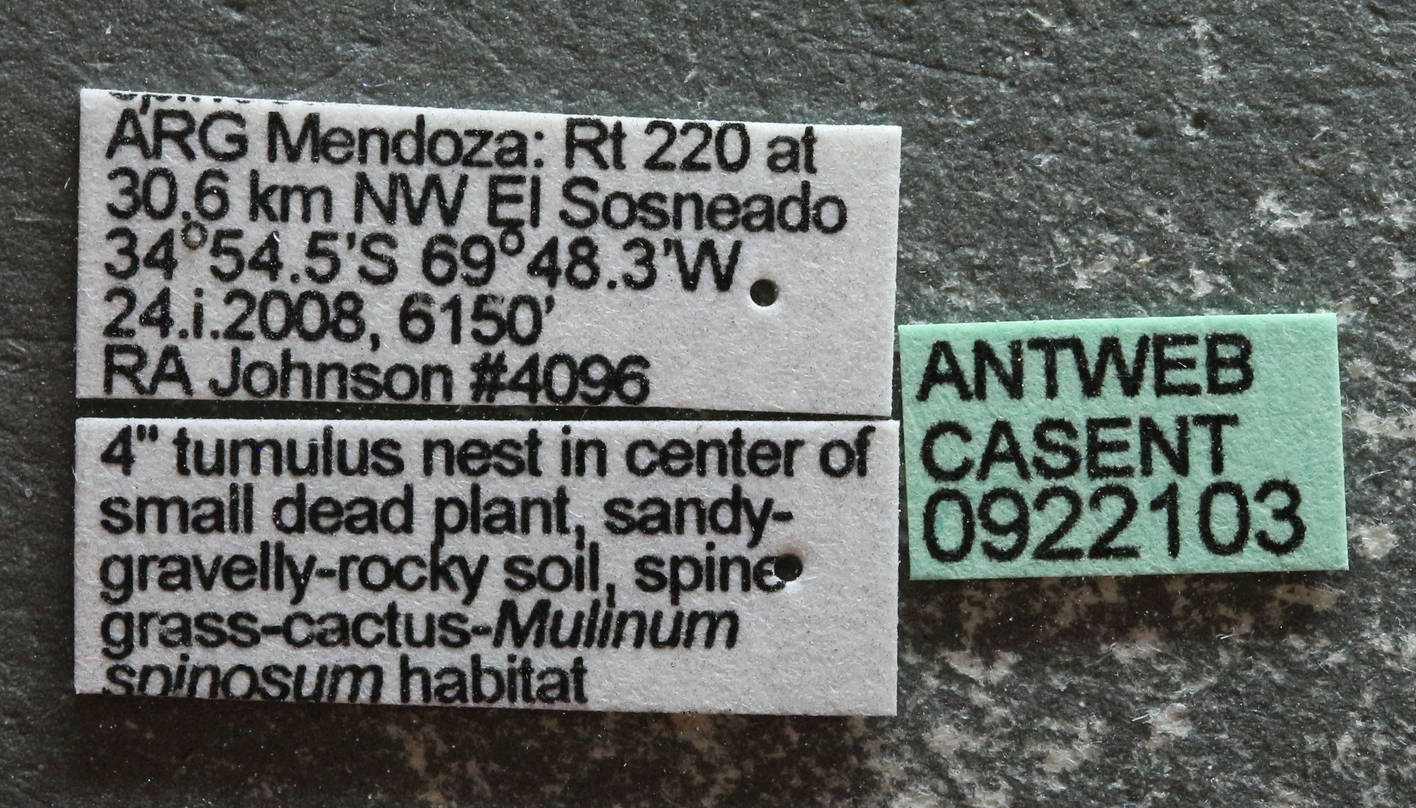 ARG Mendoza: Rt 220 at
30.6 km NW El Sosneado
34°54.5'S 69°48.3'W
24.i.2008, 6150'
RA Johnson #4096
4" tumulus nest in center of
small dead plant, sandy-
gravelly-rocky soil, spine
grass-cactus-Mulinum
spinosum habitat
ANTWEB
CASENT
0922103